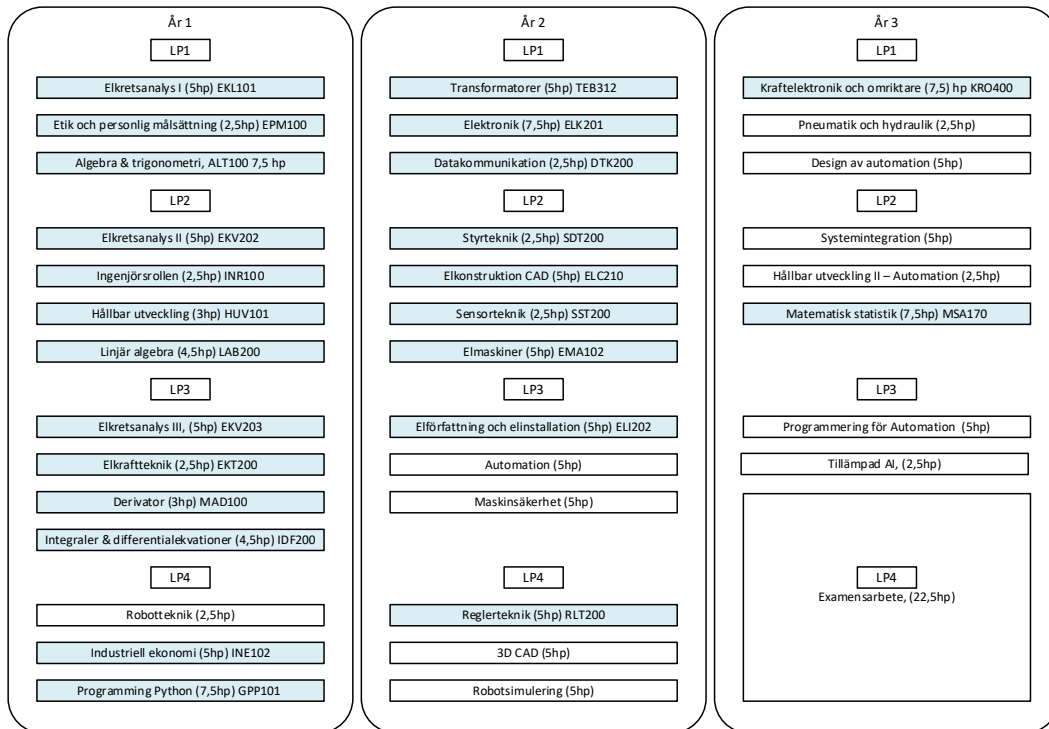 År 1
LP1
Elkretsanalys I (5hp) EKL101
Etik och personlig målsättning (2,5hp) EPM100
Algebra & trigonometri, ALT100 7,5 hp
LP2
Elkretsanalys II (5hp) EKV202
Ingenjörsrollen (2,5hp) INR100
Hållbar utveckling (3hp) HUV101
Linjär algebra (4,5hp) LAB200
LP3
Elkretsanalys III, (5hp) EKV203
Elkraftteknik (2,5hp) EKT200
Derivator (3hp) MAD100
Integraler & differentialekvationer (4,5hp) IDF200
LP4
Robotteknik (2,5hp)
Industriell ekonomi (5hp) INE102
Programming Python (7,5hp) GPP101
År 2
LP1
Transformatorer (5hp) TEB312
Elektronik (7,5hp) ELK201
Datakommunikation (2,5hp) DTK200
LP2
Styrteknik (2,5hp) SDT200
Elkonstruktion CAD (5hp) ELC210
Sensorteknik (2,5hp) SST200
Elmaskiner (5hp) EMA102
LP3
Elförfattning och elinstallation (5hp) ELI202
Automation (5hp)
Maskinsäkerhet (5hp)
LP4
Reglerteknik (5hp) RLT200
3D CAD (5hp)
Robotsimulering (5hp)
År 3
LP1
Kraftelektronik och omriktare (7,5) hp KRO400
Pneumatik och hydraulik (2,5hp)
Design av automation (5hp)
LP2
Systemintegration (5hp)
Hållbar utveckling II – Automation (2,5hp)
Matematisk statistik (7,5hp) MSA170
LP3
Programmering för Automation (5hp)
Tillämpad AI, (2,5hp)
LP4
Examensarbete, (22,5hp)